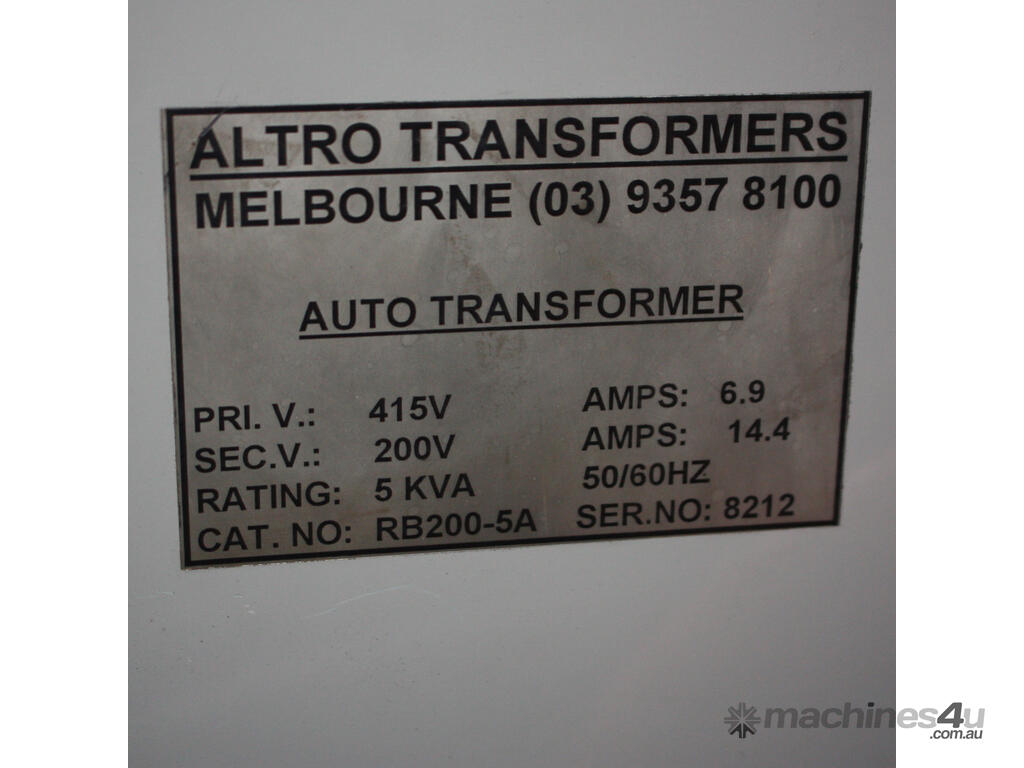 ALTRO TRANSFORMERS
MELBOURNE (03) 9357 8100
AUTO TRANSFORMER
PRI. V.: 415V AMPS: 6.9
SEC.V.: 200V AMPS: 14.4
RATING: 5 KVA 50/60HZ
CAT. NO: RB200-5A SER.NO: 8212
machines4u
.com.au